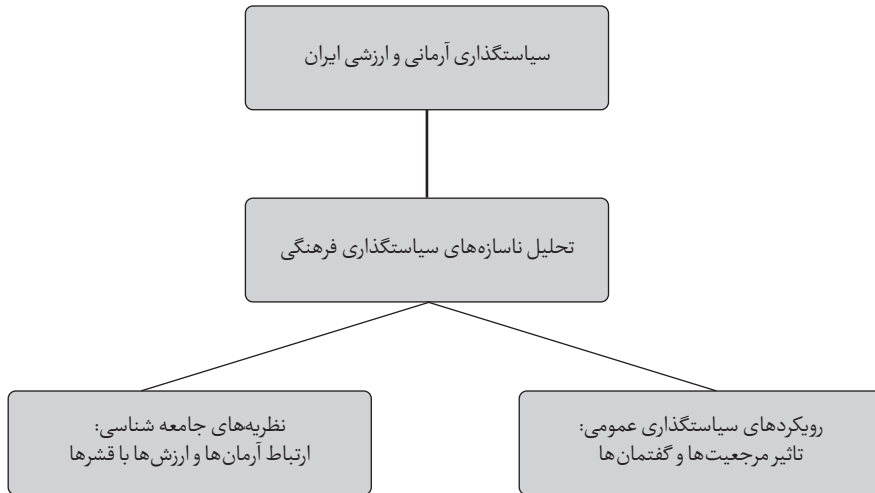 سیاستگذاری آرمانی و ارزشی ایران
تحلیل ناسازه‌های سیاستگذاری فرهنگی
رویکردهای سیاستگذاری عمومی:
تاثیر مرجعیت‌ها و گفتمان‌ها
نظریه‌های جامعه شناسی:
ارتباط آرمان‌ها و ارزش‌ها با قشرها